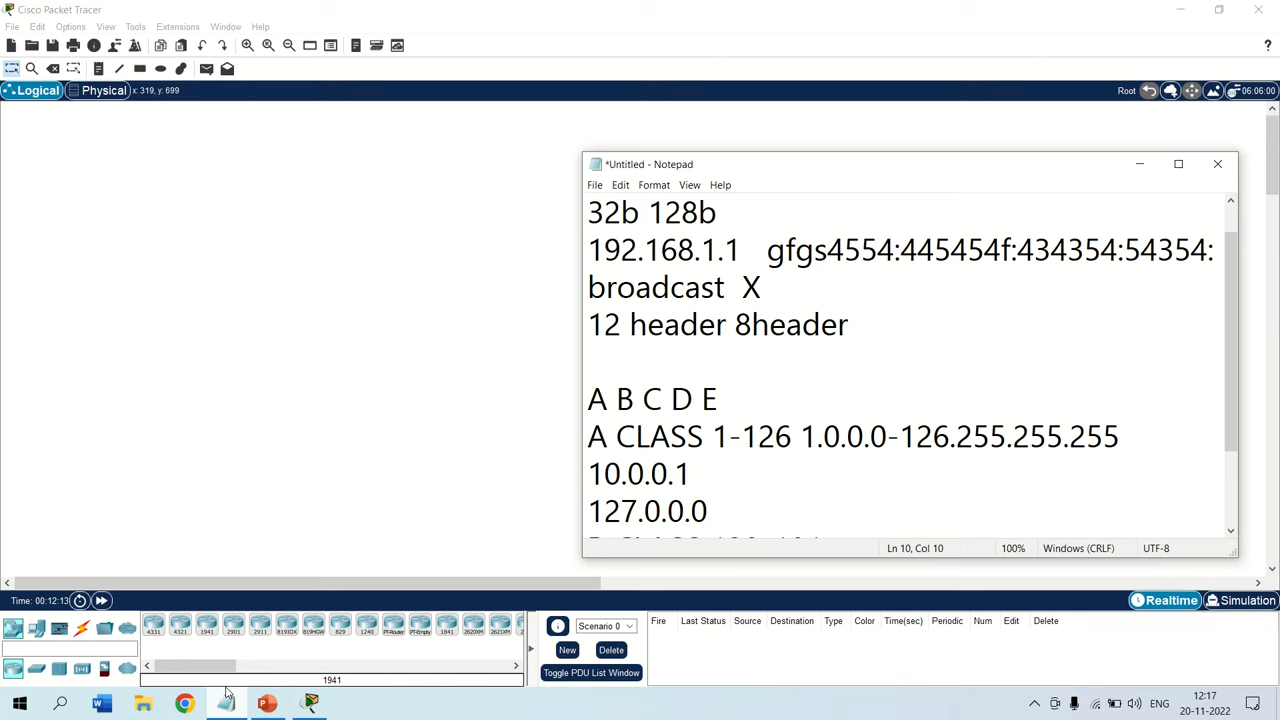 Cisco Packet Tracer
File Edit Options View Tools Extensions Window Help
Logical Physical x: 319, y: 699 Root 06:06:00
*Untitled - Notepad
File Edit Format View Help
32b 128b
192.168.1.1 gfgs4554:445454f:434354:54354:
broadcast X
12 header 8header
A B C D E
A CLASS 1-126 1.0.0.0-126.255.255.255
10.0.0.1
127.0.0.0
Ln 10, Col 10 100% Windows (CRLF) UTF-8
Time: 00:12:13 Realtime Simulation
4331 4321 1941 2901 2911 819IOX 819HGW 829 1240 PT-Router PT-Empty 1841 2620XM 2621XM
Scenario 0
Fire Last Status Source Destination Type Color Time(sec) Periodic Num Edit Delete
New Delete
Toggle PDU List Window
1941
ENG
12:17
20-11-2022